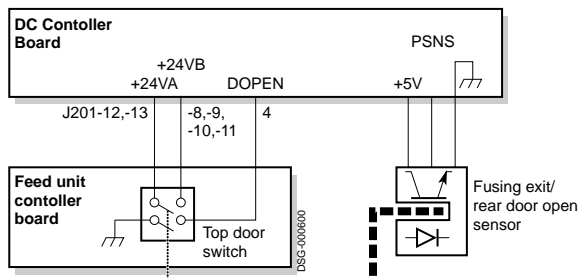 DC Contoller
Board
PSNS
+24VB
+24VA
DOPEN
+5V
J201-12,-13
-8,-9,
-10,-11
4
Feed unit
contoller
board
Top door
switch
DSG-000600
Fusing exit/
rear door open
sensor